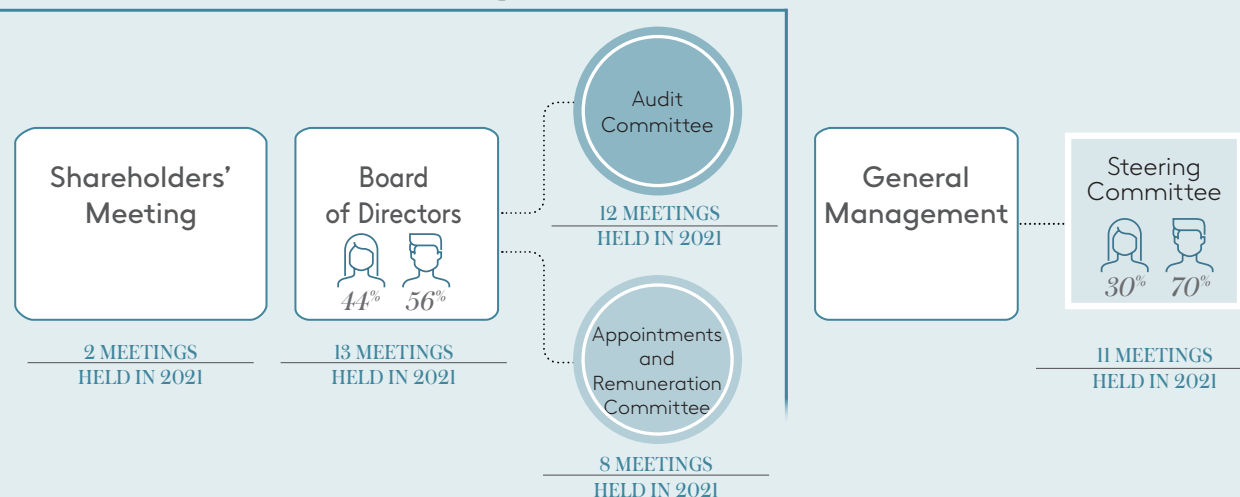 Shareholders'
Meeting
2 MEETINGS
HELD IN 2021
Board
of Directors
44%
56%
13 MEETINGS
HELD IN 2021
Audit
Committee
12 MEETINGS
HELD IN 2021
Appointments
and
Remuneration
Committee
8 MEETINGS
HELD IN 2021
General
Management
Steering
Committee
30%
70%
11 MEETINGS
HELD IN 2021